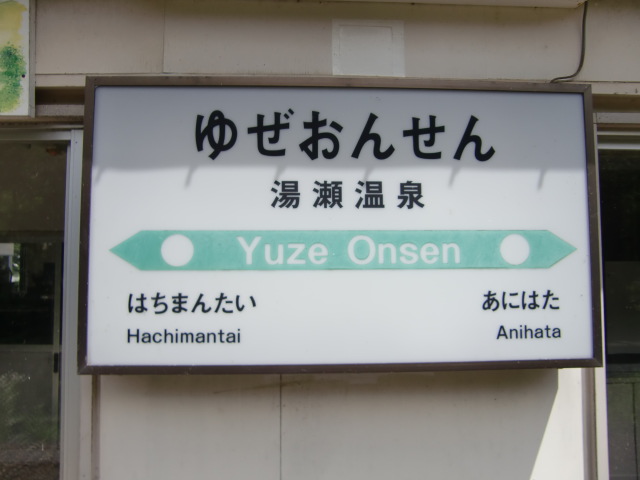 ゆぜおんせん
湯瀬温泉
Yuze Onsen
はちまんたい あにはた
Hachimantai Anihata